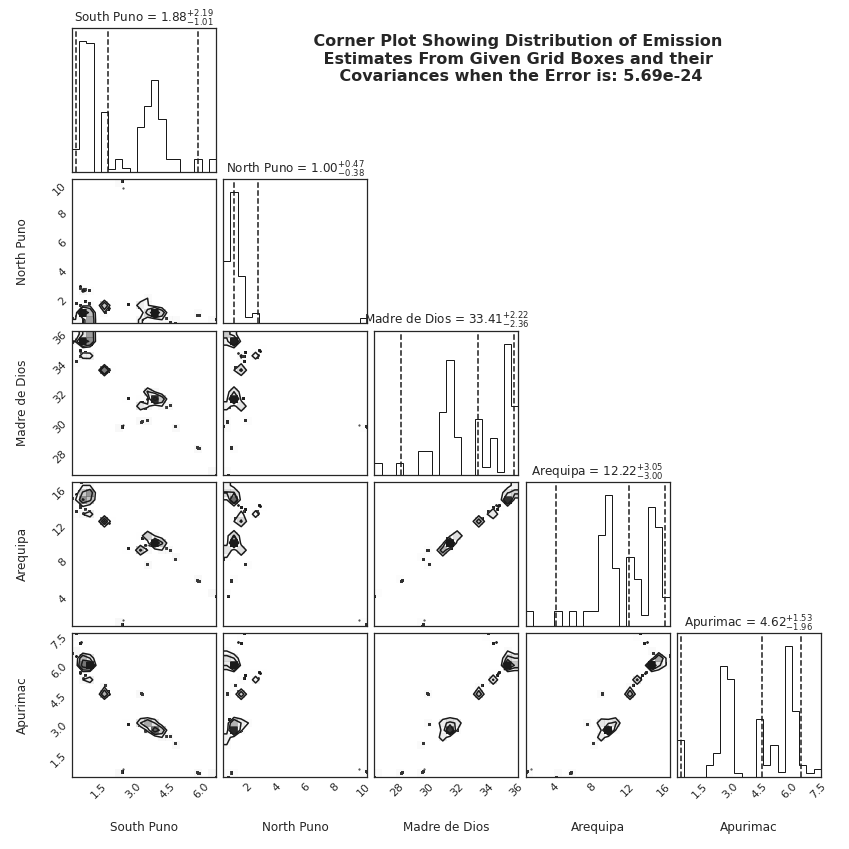 South Puno = 1.88+2.19−1.01
Corner Plot Showing Distribution of Emission
Estimates From Given Grid Boxes and their
Covariances when the Error is: 5.69e-24
North Puno = 1.00+0.47−0.38
North Puno
10
8
6
4
2
Madre de Dios = 33.41+2.22−2.36
Madre de Dios
36
34
32
30
28
Arequipa = 12.22+3.05−3.00
Arequipa
16
12
8
4
Apurimac = 4.62+1.53−1.96
Apurimac
7.5
6.0
4.5
3.0
1.5
1.5 3.0 4.5 6.0
2 4 6 8 10
28 30 32 34 36
4 8 12 16
1.5 3.0 4.5 6.0 7.5
South Puno
North Puno
Madre de Dios
Arequipa
Apurimac